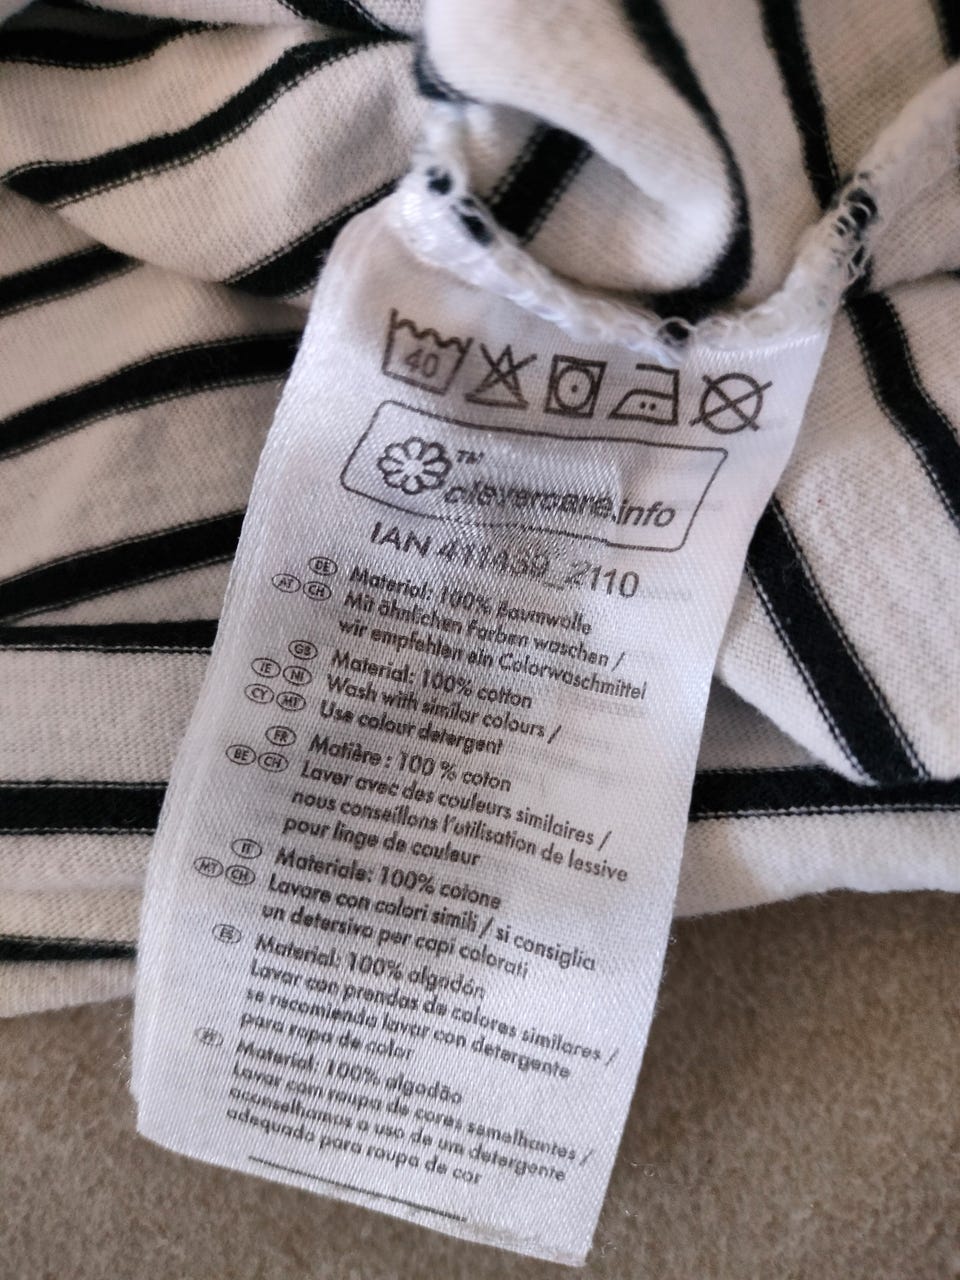 40
™
clevercare.info
IAN 411439_2110
DE
AT CH
Material: 100% Baumwolle
Mit ähnlichen Farben waschen /
wir empfehlen ein Colorwaschmittel
GB
IE NI
CY MT
Material: 100% cotton
Wash with similar colours /
Use colour detergent
FR
BE CH
Matière : 100 % coton
Laver avec des couleurs similaires /
nous conseillons l'utilisation de lessive
pour linge de couleur
IT
MT CH
Materiale: 100% cotone
Lavare con colori simili / si consiglia
un detersivo per capi colorati
ES
Material: 100% algodón
Lavar con prendas de colores similares /
se recomienda lavar con detergente
para ropa de color
PT
Material: 100% algodão
Lavar com roupa de cores semelhantes /
aconselhamos o uso de um detergente
adequado para roupa de cor